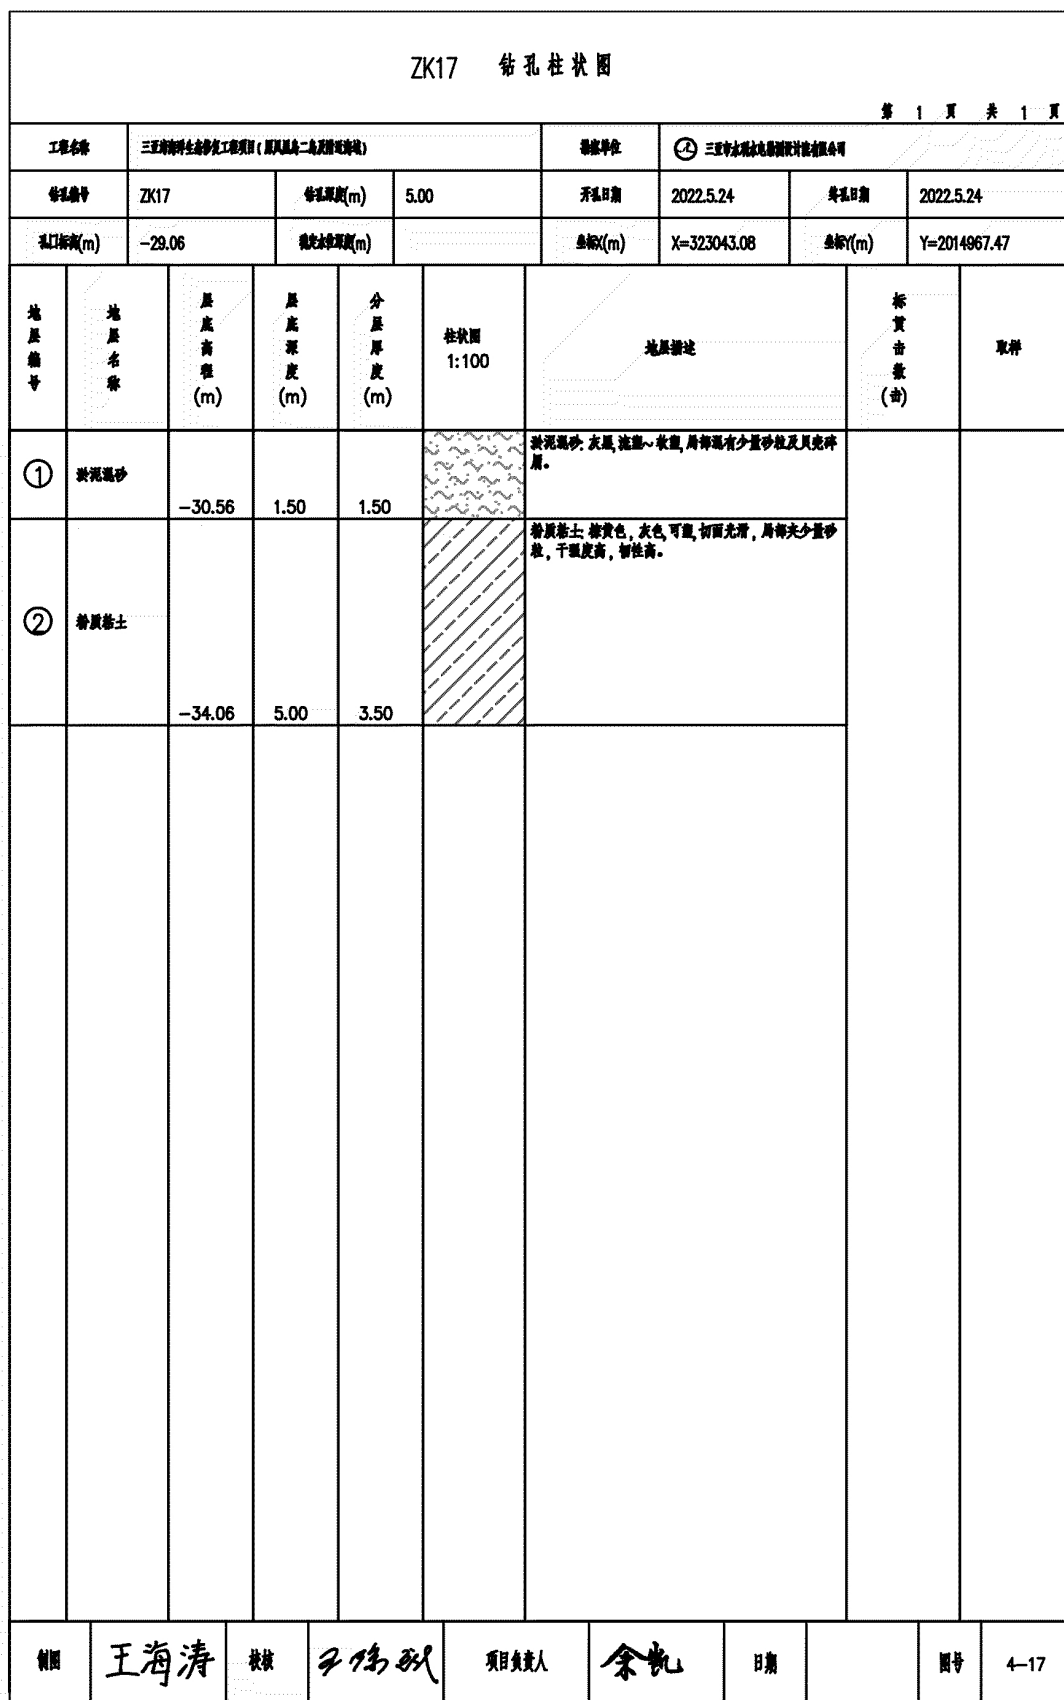 ZK17 钻孔柱状图
第 1 页 共 1 页
工程名称 三亚湾海洋生态修复工程项目(原凤凰岛二岛及附近海域) 勘察单位 三亚市水利水电勘测设计院有限公司
钻孔编号 ZK17 钻孔深度(m) 5.00 开孔日期 2022.5.24 终孔日期 2022.5.24
孔口标高(m) -29.06 稳定水位深度(m) 坐标X(m) X=323043.08 坐标Y(m) Y=2014967.47
地层编号 地层名称 层底高程(m) 层底深度(m) 分层厚度(m) 柱状图 1:100 地层描述 标贯击数(击) 取样
① 淤泥混砂 -30.56 1.50 1.50 淤泥混砂: 灰黑,流塑~软塑,局部混有少量砂粒及贝壳碎
屑。
② 粉质粘土 -34.06 5.00 3.50 粉质粘土: 棕黄色,灰色,可塑,切面光滑,局部夹少量砂
粒,干强度高,韧性高。
制图 王海涛 校核 项目负责人 余凯 日期 图号 4-17